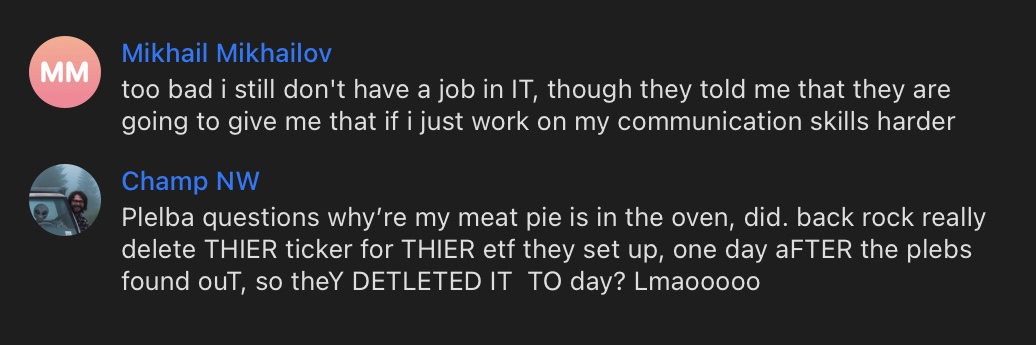 MM
Mikhail Mikhailov
too bad i still don't have a job in IT, though they told me that they are
going to give me that if i just work on my communication skills harder
Champ NW
Plelba questions why’re my meat pie is in the oven, did. back rock really
delete THIER ticker for THIER etf they set up, one day aFTER the plebs
found ouT, so theY DETLETED IT  TO day? Lmaooooo